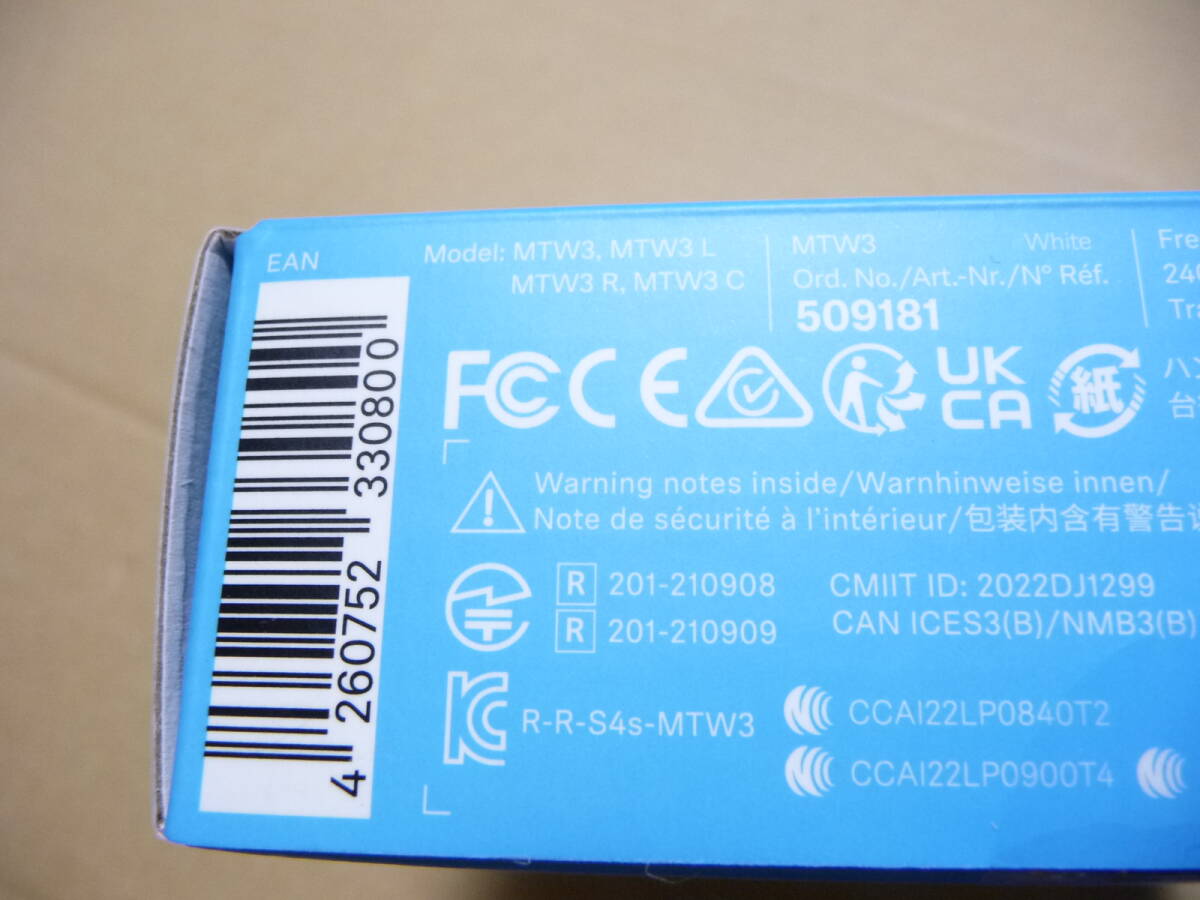 EAN
4 260752 330800
Model: MTW3, MTW3 L
MTW3 R, MTW3 C
MTW3 White
Ord. No./Art.-Nr./N° Réf.
509181
Fre
240
Tra
FC CE UK CA 紙
ハン
台
Warning notes inside/Warnhinweise innen/
Note de sécurité à l'intérieur/包装内含有警告
R 201-210908
R 201-210909
CMIIT ID: 2022DJ1299
CAN ICES3(B)/NMB3(B)
R-R-S4s-MTW3
CCAI22LP0840T2
CCAI22LP0900T4